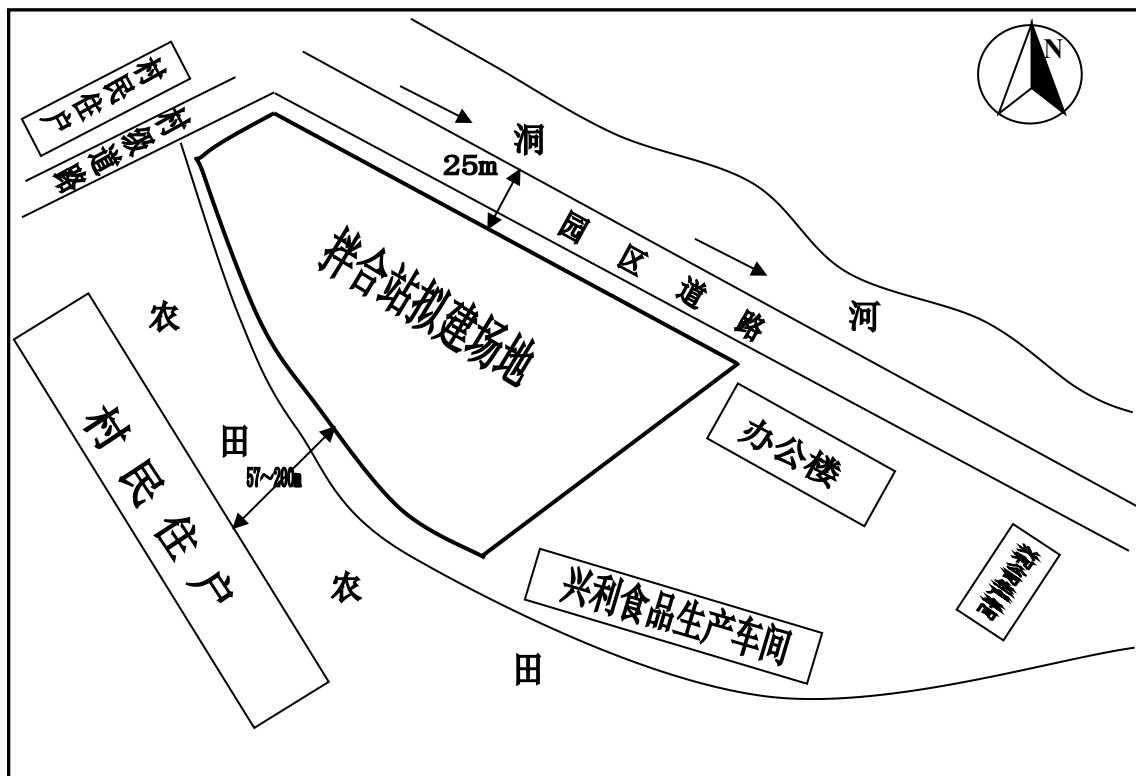 N
村民住户
村级道路
洞
25m
园区道路
河
拌合站拟建场地
农
田
57～290m
村民住户
办公楼
农
田
兴利食品生产车间